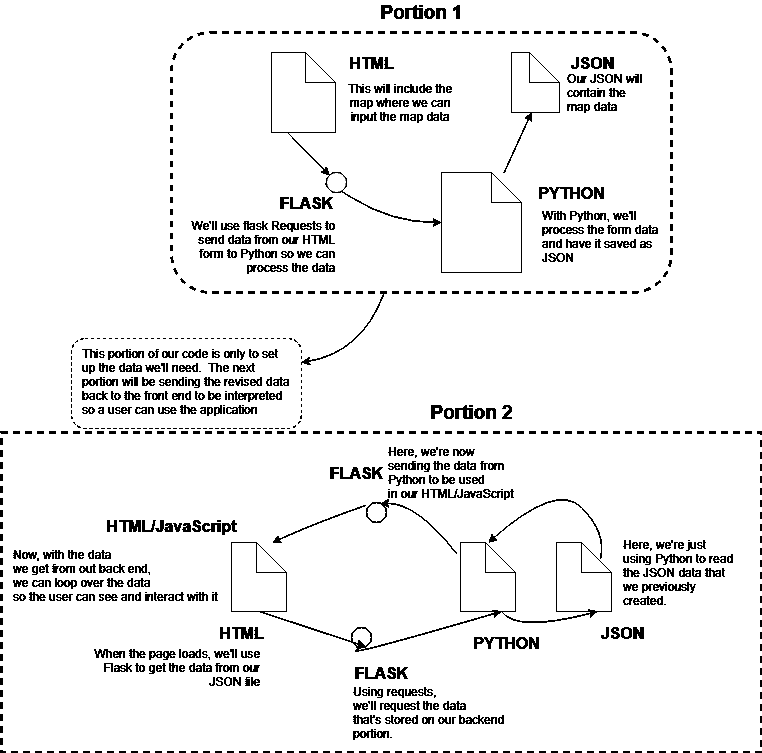 Portion 1
HTML
This will include the
map where we can
input the map data
JSON
Our JSON will
contain the
map data
FLASK
We'll use flask Requests to
send data from our HTML
form to Python so we can
process the data
PYTHON
With Python, we'll
process the form data
and have it saved as
JSON
This portion of our code is only to set
up the data we'll need. The next
portion will be sending the revised data
back to the front end to be interpreted
so a user can use the application
Portion 2
FLASK
Here, we're now
sending the data from
Python to be used
in our HTML/JavaScript
HTML/JavaScript
Now, with the data
we get from out back end,
we can loop over the data
so the user can see and interact with it
Here, we're just
using Python to read
the JSON data that
we previously
created.
HTML
When the page loads, we'll use
Flask to get the data from our
JSON file
PYTHON
JSON
FLASK
Using requests,
we'll request the data
that's stored on our backend
portion.